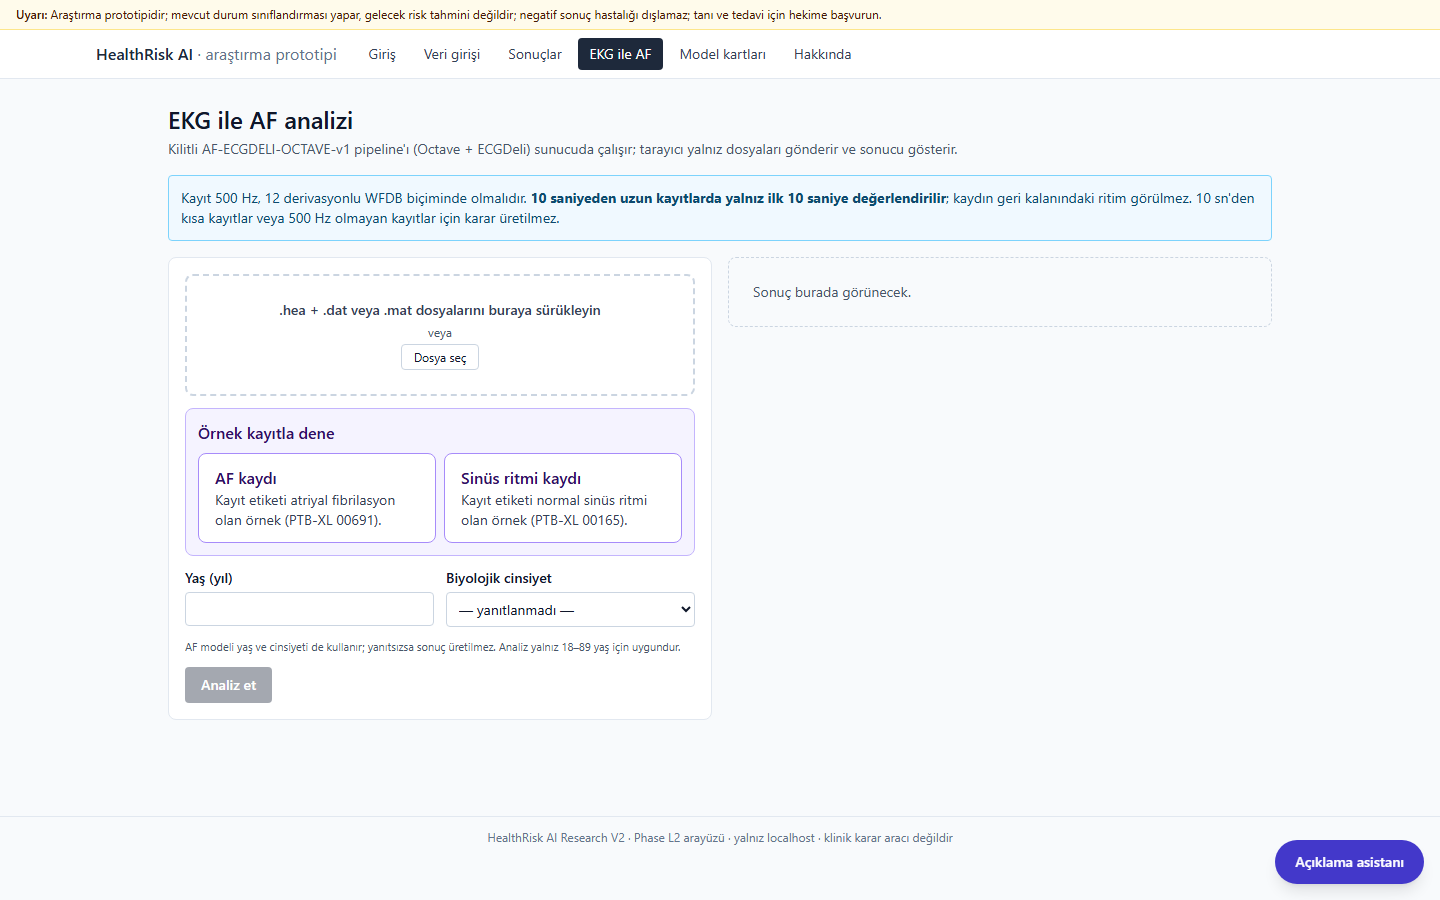 Uyarı: Araştırma prototipidir; mevcut durum sınıflandırması yapar, gelecek risk tahmini değildir; negatif sonuç hastalığı dışlamaz; tanı ve tedavi için hekime başvurun.
HealthRisk AI · araştırma prototipi Giriş Veri girişi Sonuçlar EKG ile AF Model kartları Hakkında
EKG ile AF analizi
Kilitli AF-ECGDELI-OCTAVE-v1 pipeline'ı (Octave + ECGDeli) sunucuda çalışır; tarayıcı yalnız dosyaları gönderir ve sonucu gösterir.
Kayıt 500 Hz, 12 derivasyonlu WFDB biçiminde olmalıdır. 10 saniyeden uzun kayıtlarda yalnız ilk 10 saniye değerlendirilir; kaydın geri kalanındaki ritim görülmez. 10 sn'den
kısa kayıtlar veya 500 Hz olmayan kayıtlar için karar üretilmez.
.hea + .dat veya .mat dosyalarını buraya sürükleyin
veya
Dosya seç
Örnek kayıtla dene
AF kaydı
Kayıt etiketi atriyal fibrilasyon
olan örnek (PTB-XL 00691).
Sinüs ritmi kaydı
Kayıt etiketi normal sinüs ritmi
olan örnek (PTB-XL 00165).
Yaş (yıl)
Biyolojik cinsiyet
— yanıtlanmadı —
AF modeli yaş ve cinsiyeti de kullanır; yanıtsızsa sonuç üretilmez. Analiz yalnız 18–89 yaş için uygundur.
Analiz et
Sonuç burada görünecek.
HealthRisk AI Research V2 · Phase L2 arayüzü · yalnız localhost · klinik karar aracı değildir
Açıklama asistanı